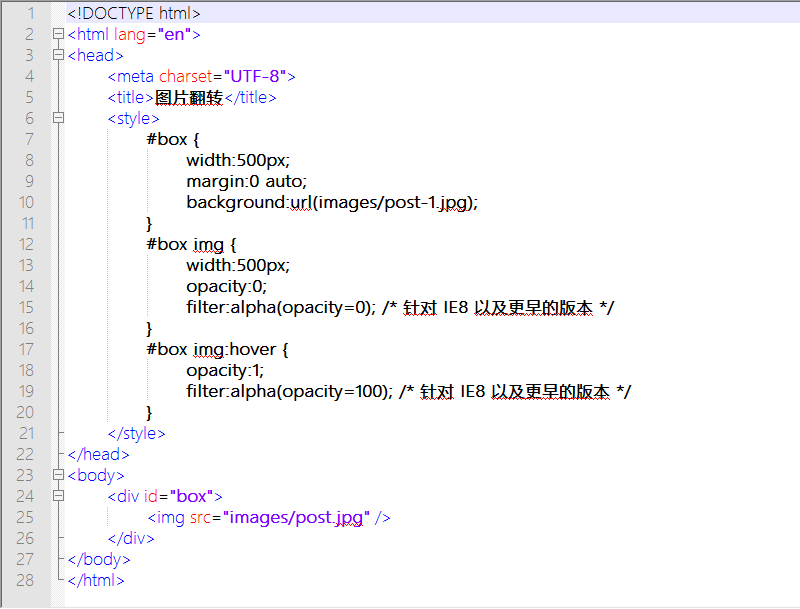 1 <!DOCTYPE html>
2 <html lang="en">
3 <head>
4 <meta charset="UTF-8">
5 <title>图片翻转</title>
6 <style>
7 #box {
8 width:500px;
9 margin:0 auto;
10 background:url(images/post-1.jpg);
11 }
12 #box img {
13 width:500px;
14 opacity:0;
15 filter:alpha(opacity=0); /* 针对 IE8 以及更早的版本 */
16 }
17 #box img:hover {
18 opacity:1;
19 filter:alpha(opacity=100); /* 针对 IE8 以及更早的版本 */
20 }
21 </style>
22 </head>
23 <body>
24 <div id="box">
25 <img src="images/post.jpg" />
26 </div>
27 </body>
28 </html>